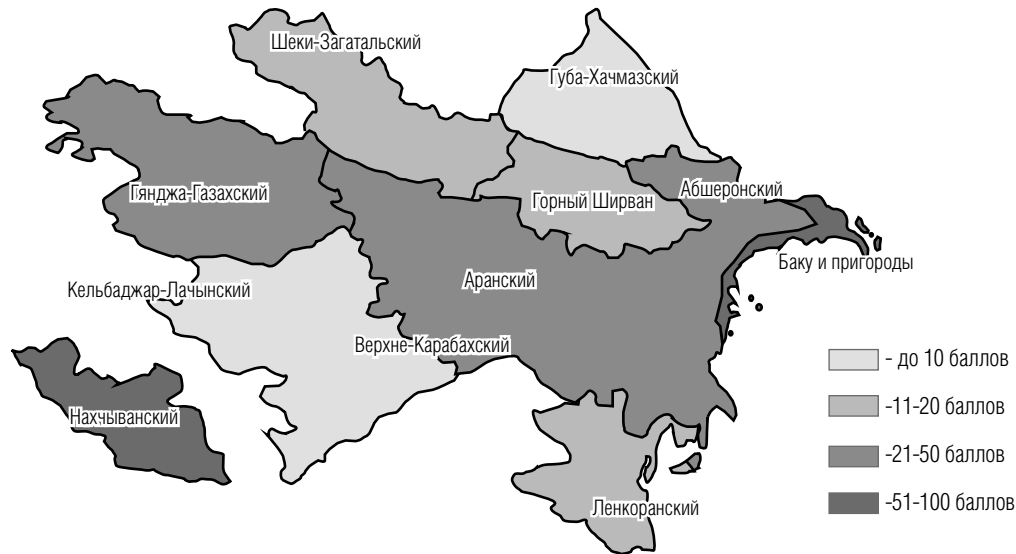 Шеки-Загатальский
Губа-Хачмазский
Гянджа-Газахский
Горный Ширван
Абшеронский
Баку и пригороды
Аранский
Кельбаджар-Лачынский
Верхне-Карабахский
Нахчыванский
Ленкоранский
- до 10 баллов
-11-20 баллов
-21-50 баллов
-51-100 баллов